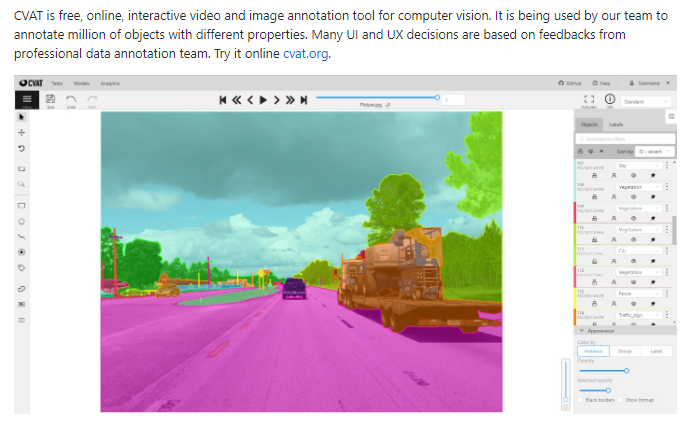 CVAT is free, online, interactive video and image annotation tool for computer vision. It is being used by our team to
annotate million of objects with different properties. Many UI and UX decisions are based on feedbacks from
professional data annotation team. Try it online cvat.org.
CVAT Tasks Models Analytics
GitHub Help Username
Save Undo
Picture.jpg
1
Fullscreen Info Standard
Objects Labels
Sort by ID - ascent
Sky
Vegetation
Vegetation
Vegetation
Car
Vegetation
Fence
Traffic_sign
Appearance
Color by
Instance Group Label
Opacity
Selected opacity
Black borders Show bitmap